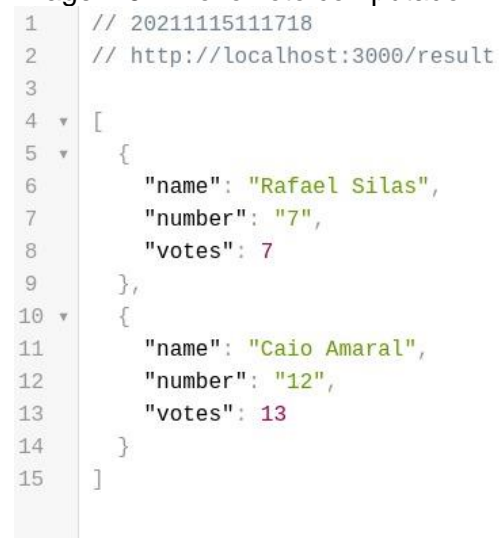 1 // 20211115111718
2 // http://localhost:3000/result
3
4 [
5 {
6 "name": "Rafael Silas",
7 "number": "7",
8 "votes": 7
9 },
10 {
11 "name": "Caio Amaral",
12 "number": "12",
13 "votes": 13
14 }
15 ]